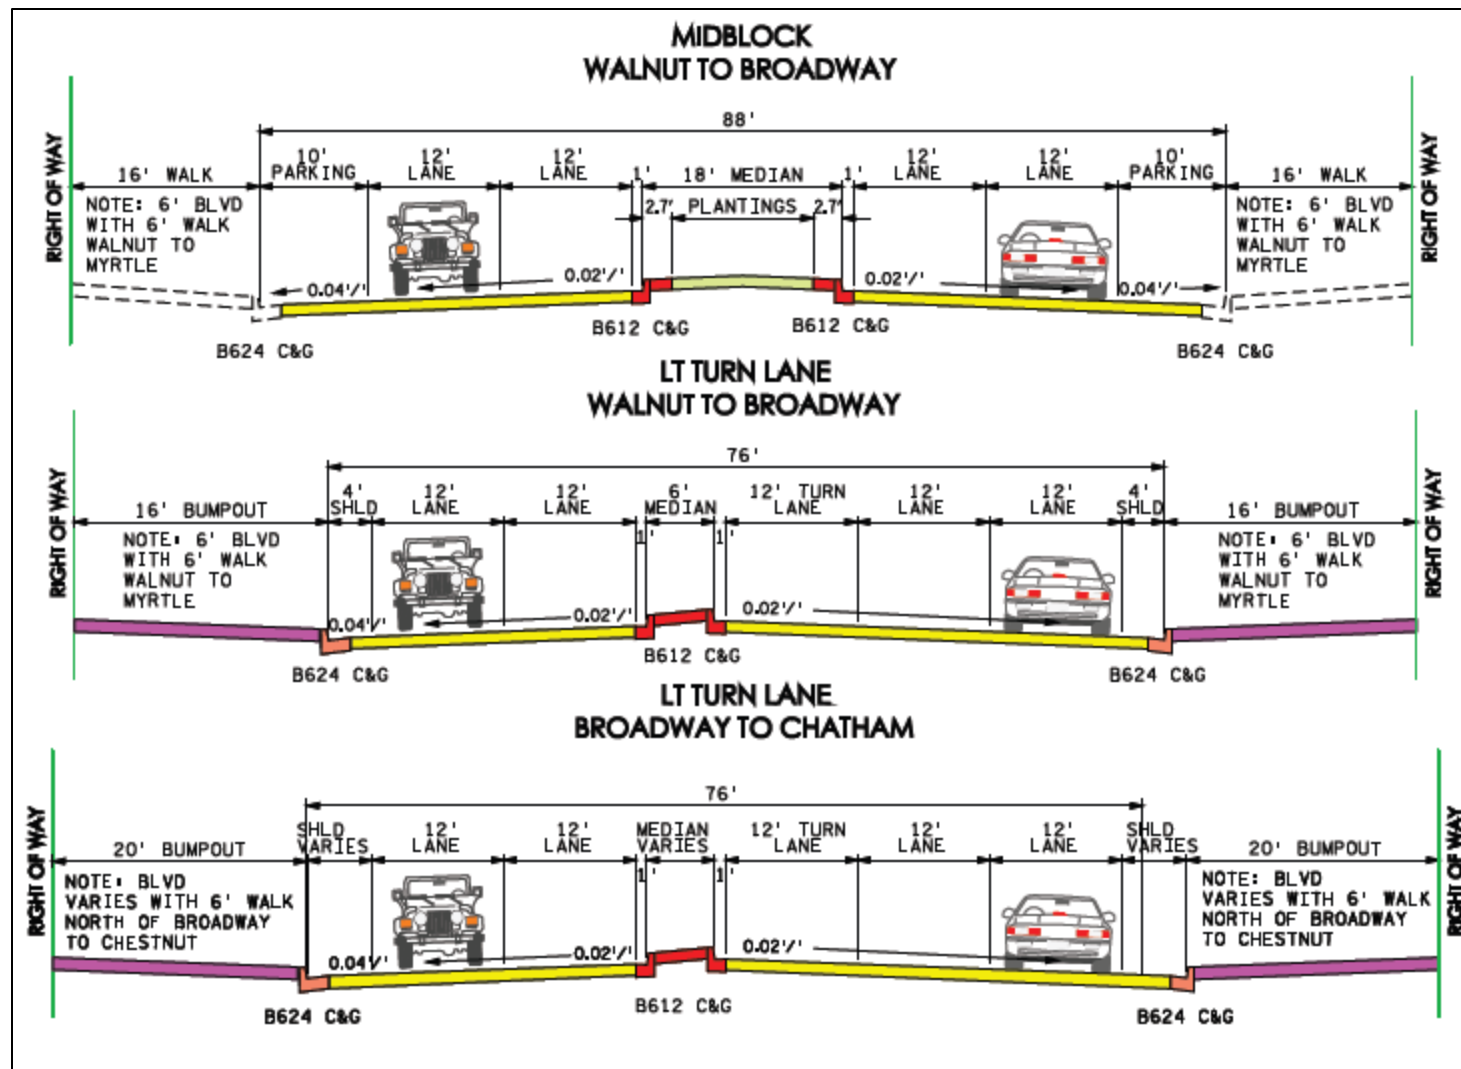 MIDBLOCK
WALNUT TO BROADWAY
88'
RIGHT OF WAY
16' WALK
10'
PARKING
12'
LANE
12'
LANE
1'
18' MEDIAN
1'
12'
LANE
12'
LANE
10'
PARKING
16' WALK
RIGHT OF WAY
NOTE: 6' BLVD
WITH 6' WALK
WALNUT TO
MYRTLE
2.7'
PLANTINGS
2.7'
NOTE: 6' BLVD
WITH 6' WALK
WALNUT TO
MYRTLE
0.04'/'
0.02'/'
0.02'/'
0.04'/'
B624 C&G
B612 C&G
B612 C&G
B624 C&G
LT TURN LANE
WALNUT TO BROADWAY
76'
RIGHT OF WAY
16' BUMPOUT
4'
SHLD
12'
LANE
12'
LANE
6'
MEDIAN
12' TURN
LANE
12'
LANE
12'
LANE
4'
SHLD
16' BUMPOUT
RIGHT OF WAY
NOTE: 6' BLVD
WITH 6' WALK
WALNUT TO
MYRTLE
1'
1'
NOTE: 6' BLVD
WITH 6' WALK
WALNUT TO
MYRTLE
0.04'/'
0.02'/'
0.02'/'
B624 C&G
B612 C&G
B624 C&G
LT TURN LANE
BROADWAY TO CHATHAM
76'
RIGHT OF WAY
20' BUMPOUT
SHLD
VARIES
12'
LANE
12'
LANE
MEDIAN
VARIES
12' TURN
LANE
12'
LANE
12'
LANE
SHLD
VARIES
20' BUMPOUT
RIGHT OF WAY
NOTE: BLVD
VARIES WITH 6' WALK
NORTH OF BROADWAY
TO CHESTNUT
1'
1'
NOTE: BLVD
VARIES WITH 6' WALK
NORTH OF BROADWAY
TO CHESTNUT
0.04'/'
0.02'/'
0.02'/'
B624 C&G
B612 C&G
B624 C&G